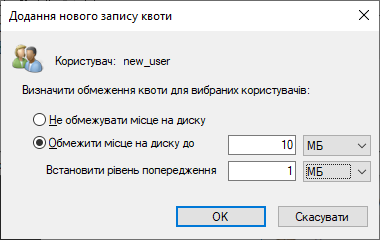 Додання нового запису квоти
Користувач: new_user
Визначити обмеження квоти для вибраних користувачів:
Не обмежувати місце на диску
Обмежити місце на диску до 10 МБ
Встановити рівень попередження 1 МБ
OK Скасувати